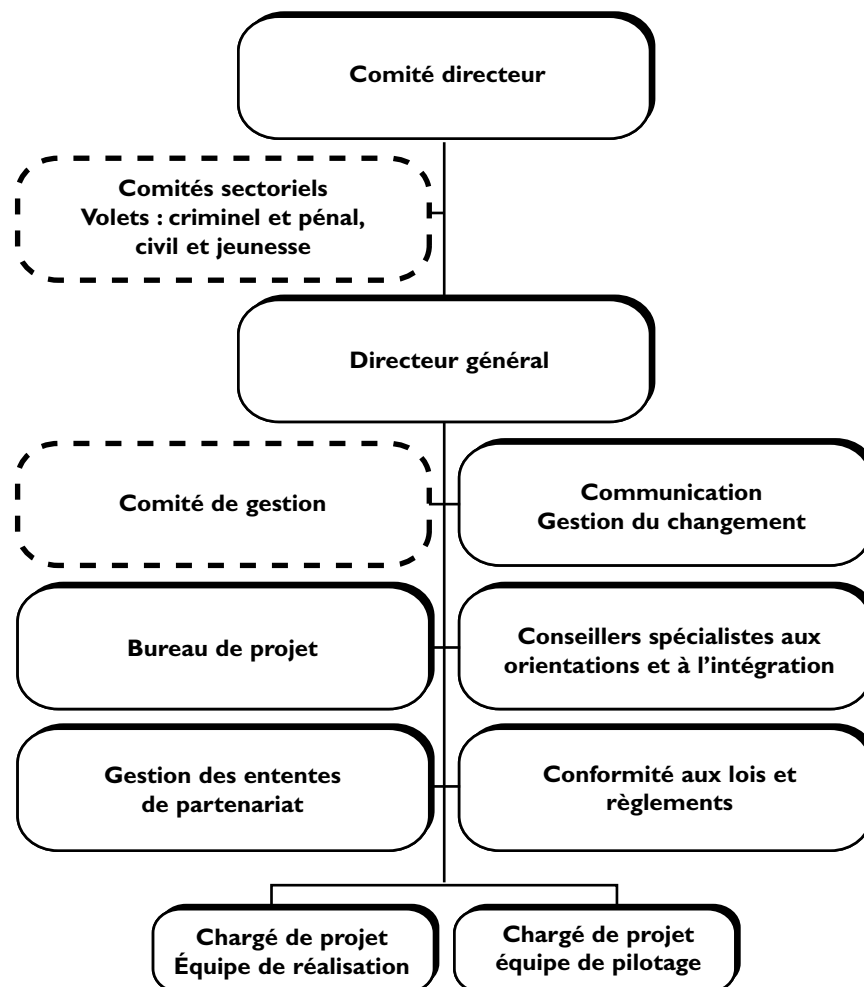 Comité directeur
Comités sectoriels
Volets : criminel et pénal,
civil et jeunesse
Directeur général
Comité de gestion
Communication
Gestion du changement
Bureau de projet
Conseillers spécialistes aux
orientations et à l’intégration
Gestion des ententes
de partenariat
Conformité aux lois et
règlements
Chargé de projet
Équipe de réalisation
Chargé de projet
équipe de pilotage